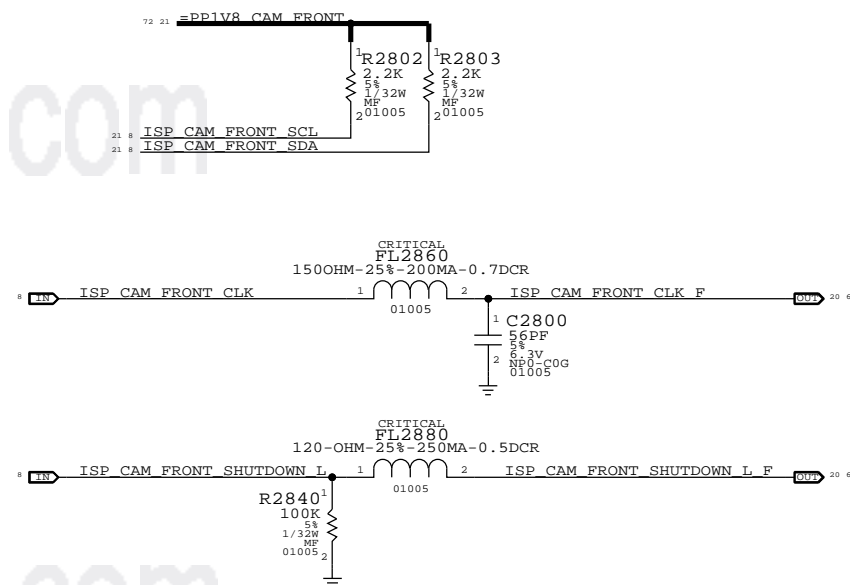 72 21 =PP1V8_CAM_FRONT
1 R2802
2.2K
5%
1/32W
MF
2 01005
1 R2803
2.2K
5%
1/32W
MF
2 01005
com
21 8 ISP_CAM_FRONT_SCL
21 8 ISP_CAM_FRONT_SDA
CRITICAL
FL2860
150OHM-25%-200MA-0.7DCR
8 IN ISP_CAM_FRONT_CLK 1 2 ISP_CAM_FRONT_CLK_F OUT 20 6
01005
1 C2800
56PF
5%
6.3V
2 NP0-C0G
01005
CRITICAL
FL2880
120-OHM-25%-250MA-0.5DCR
8 IN ISP_CAM_FRONT_SHUTDOWN_L 1 2 ISP_CAM_FRONT_SHUTDOWN_L_F OUT 20 6
01005
R2840 1
100K
5%
1/32W
MF
01005 2
com